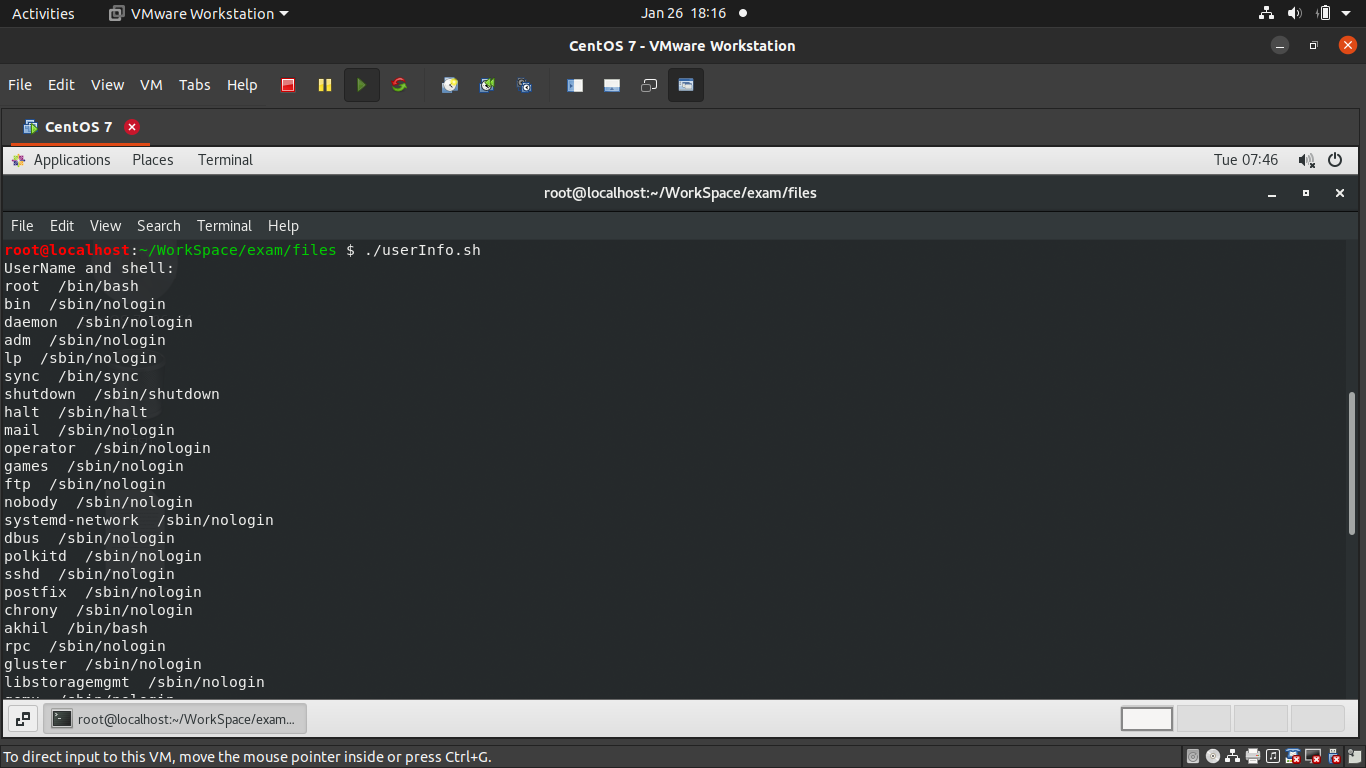 Activities VMware Workstation Jan 26 18:16
CentOS 7 - VMware Workstation
File Edit View VM Tabs Help
CentOS 7
Applications Places Terminal Tue 07:46
root@localhost:~/WorkSpace/exam/files
File Edit View Search Terminal Help
root@localhost:~/WorkSpace/exam/files $ ./userInfo.sh
UserName and shell:
root  /bin/bash
bin  /sbin/nologin
daemon  /sbin/nologin
adm  /sbin/nologin
lp  /sbin/nologin
sync  /bin/sync
shutdown  /sbin/shutdown
halt  /sbin/halt
mail  /sbin/nologin
operator  /sbin/nologin
games  /sbin/nologin
ftp  /sbin/nologin
nobody  /sbin/nologin
systemd-network  /sbin/nologin
dbus  /sbin/nologin
polkitd  /sbin/nologin
sshd  /sbin/nologin
postfix  /sbin/nologin
chrony  /sbin/nologin
akhil  /bin/bash
rpc  /sbin/nologin
gluster  /sbin/nologin
libstoragemgmt  /sbin/nologin
root@localhost:~/WorkSpace/exam...
To direct input to this VM, move the mouse pointer inside or press Ctrl+G.